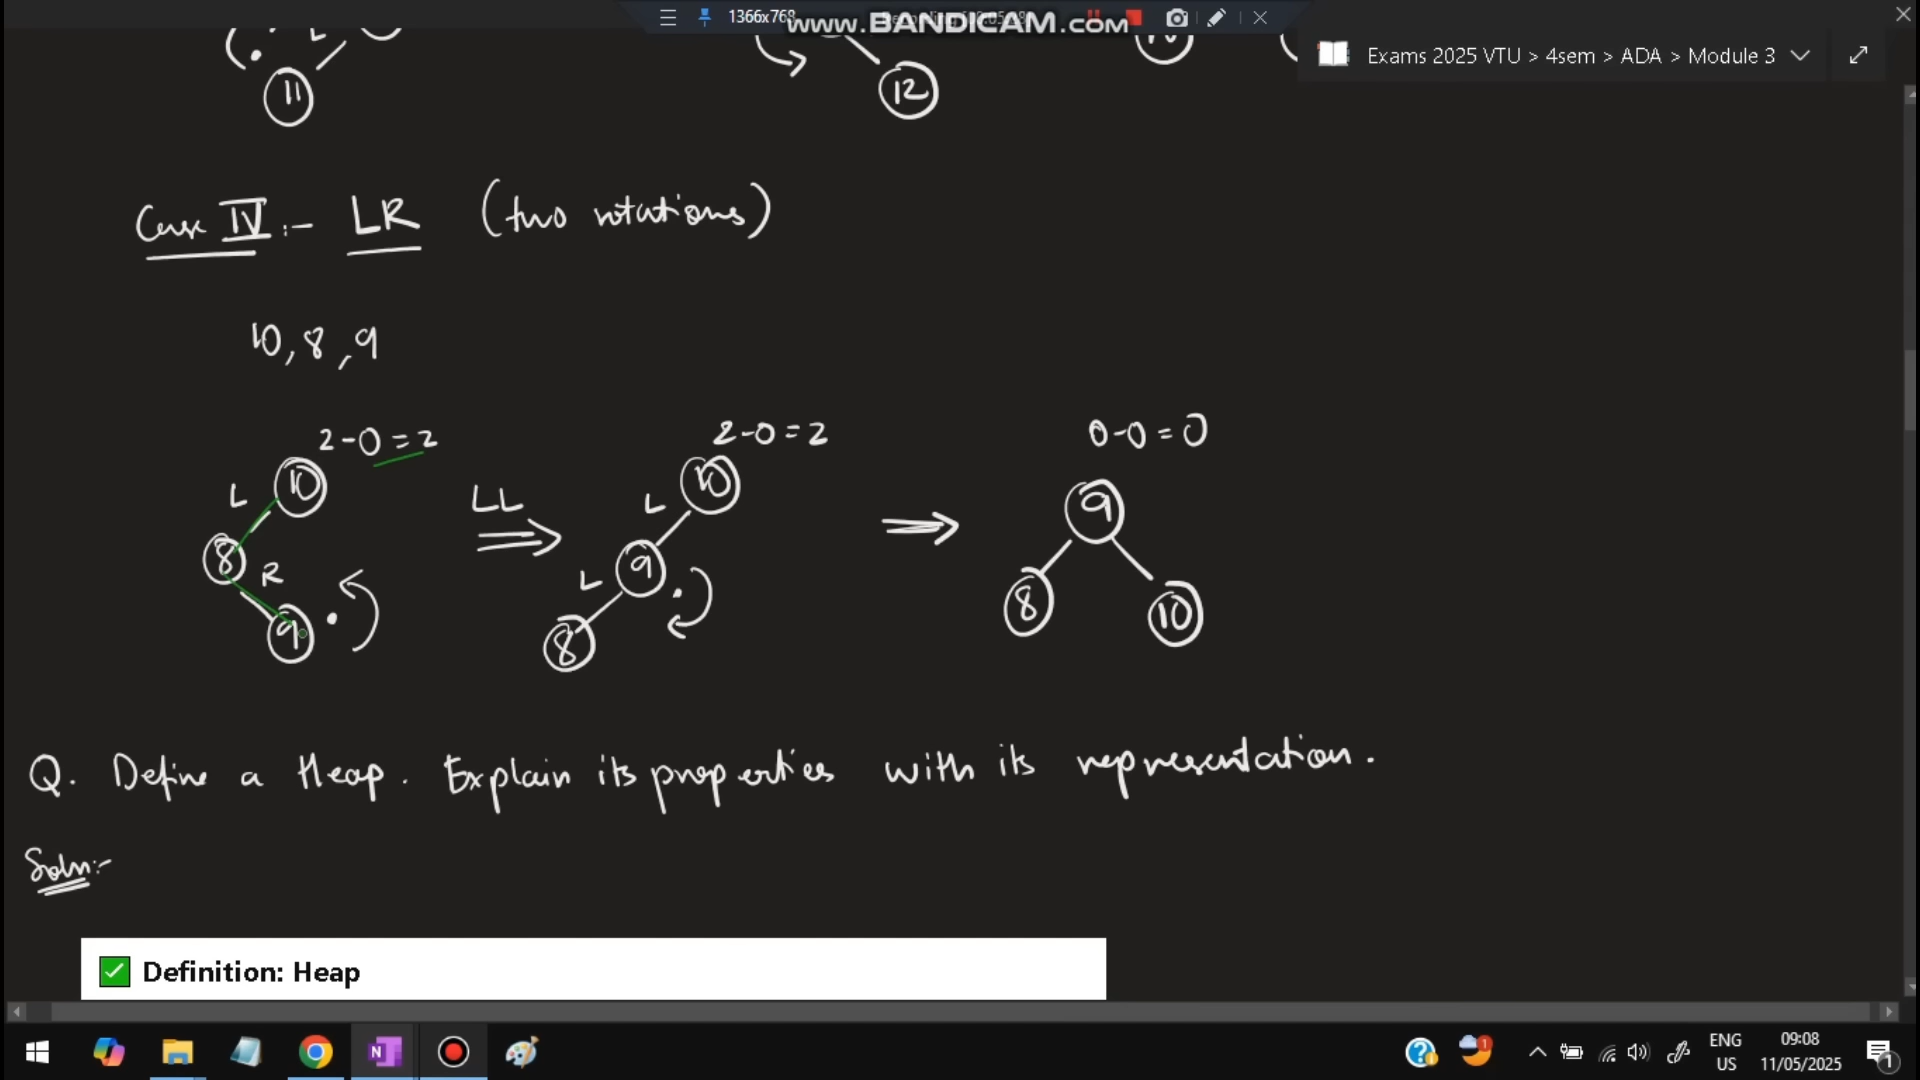 1366x768
www.BANDICAM.com
Exams 2025 VTU > 4sem > ADA > Module 3
11
12
Case IV :- LR (two rotations)
10, 8, 9
2-0=2
2-0=2
0-0=0
L
10
LL
L
10
9
8
R
L
9
8
10
9
8
Q. Define a Heap. Explain its properties with its representation.
Soln:-
Definition: Heap
N
ENG
US
09:08
11/05/2025
1
1